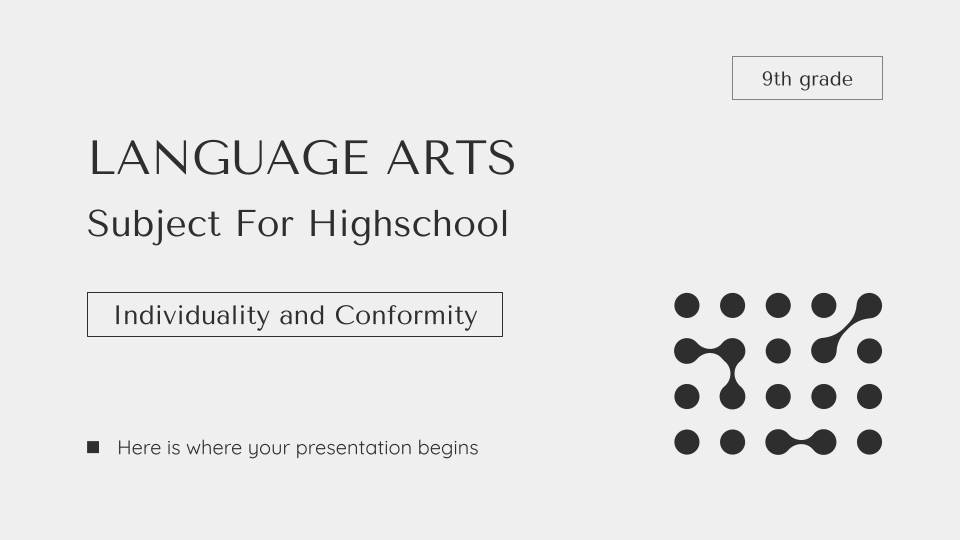 9th grade
LANGUAGE ARTS
Subject For Highschool
Individuality and Conformity
Here is where your presentation begins